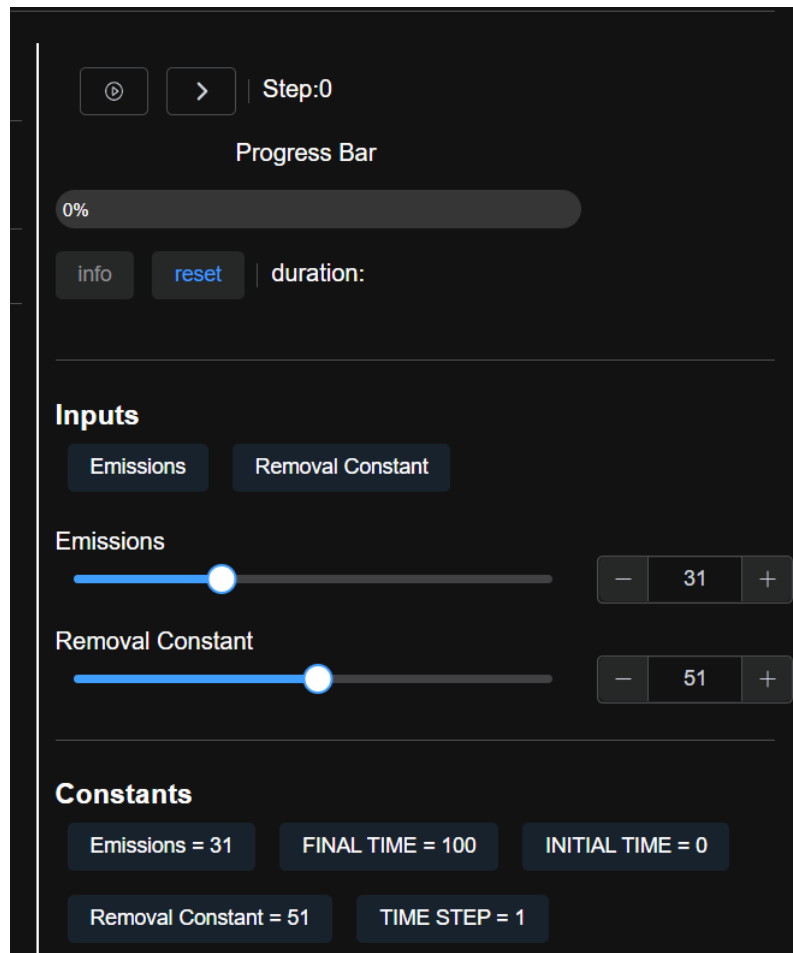 Step:0
Progress Bar
0%
info reset duration:
Inputs
Emissions Removal Constant
Emissions
31
Removal Constant
51
Constants
Emissions = 31 FINAL TIME = 100 INITIAL TIME = 0
Removal Constant = 51 TIME STEP = 1